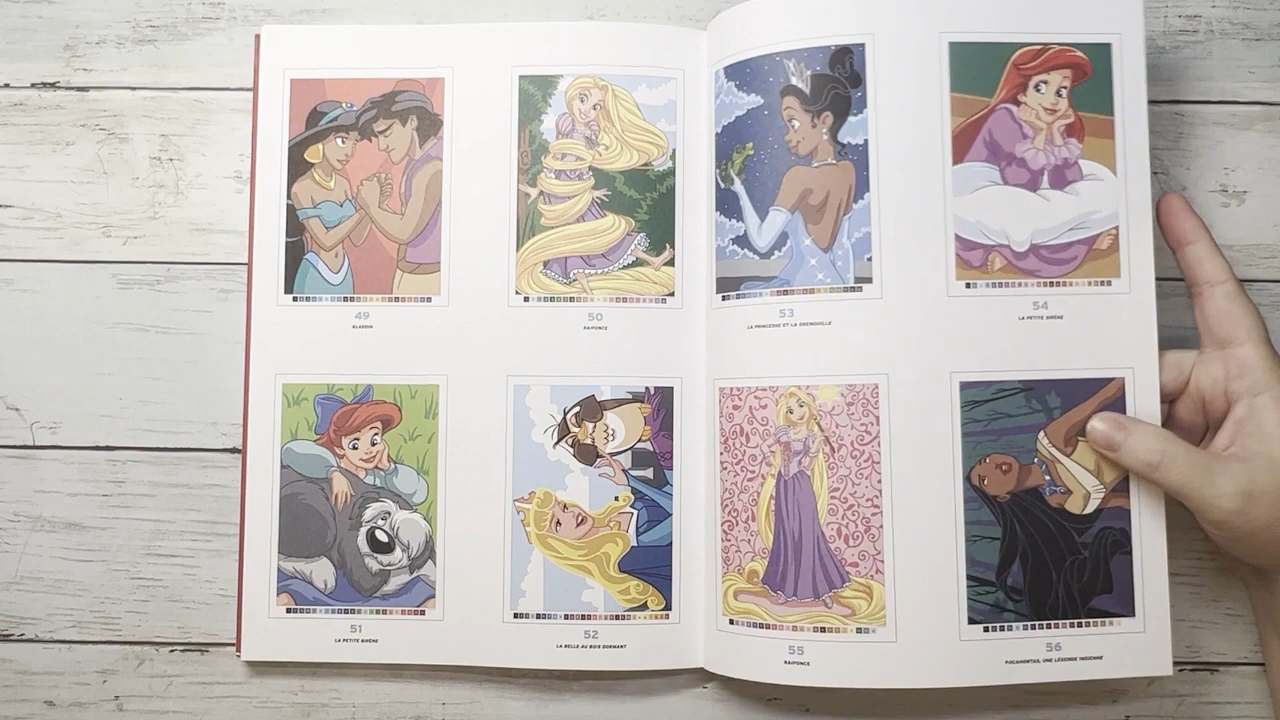 49
ALADDIN
50
RAIPONCE
51
LA PETITE SIRÈNE
52
LA BELLE AU BOIS DORMANT
53
LA PRINCESSE ET LA GRENOUILLE
54
LA PETITE SIRÈNE
55
RAIPONCE
56
POCAHONTAS, UNE LÉGENDE INDIENNE